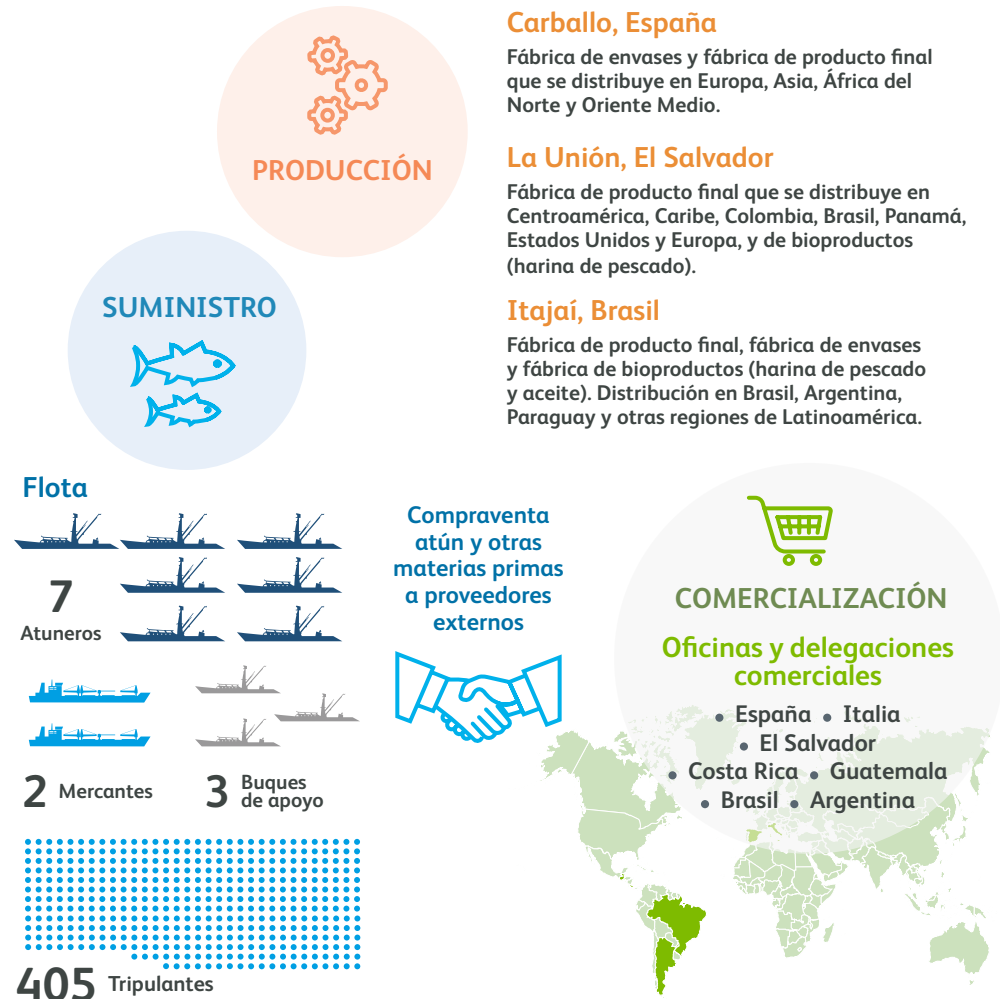 PRODUCCIÓN
Carballo, España
Fábrica de envases y fábrica de producto final
que se distribuye en Europa, Asia, África del
Norte y Oriente Medio.
La Unión, El Salvador
Fábrica de producto final que se distribuye en
Centroamérica, Caribe, Colombia, Brasil, Panamá,
Estados Unidos y Europa, y de bioproductos
(harina de pescado).
Itajaí, Brasil
Fábrica de producto final, fábrica de envases
y fábrica de bioproductos (harina de pescado
y aceite). Distribución en Brasil, Argentina,
Paraguay y otras regiones de Latinoamérica.
SUMINISTRO
Flota
7
Atuneros
2 Mercantes
3 Buques
de apoyo
405 Tripulantes
Compraventa
atún y otras
materias primas
a proveedores
externos
COMERCIALIZACIÓN
Oficinas y delegaciones
comerciales
• España • Italia
• El Salvador
• Costa Rica • Guatemala
• Brasil • Argentina